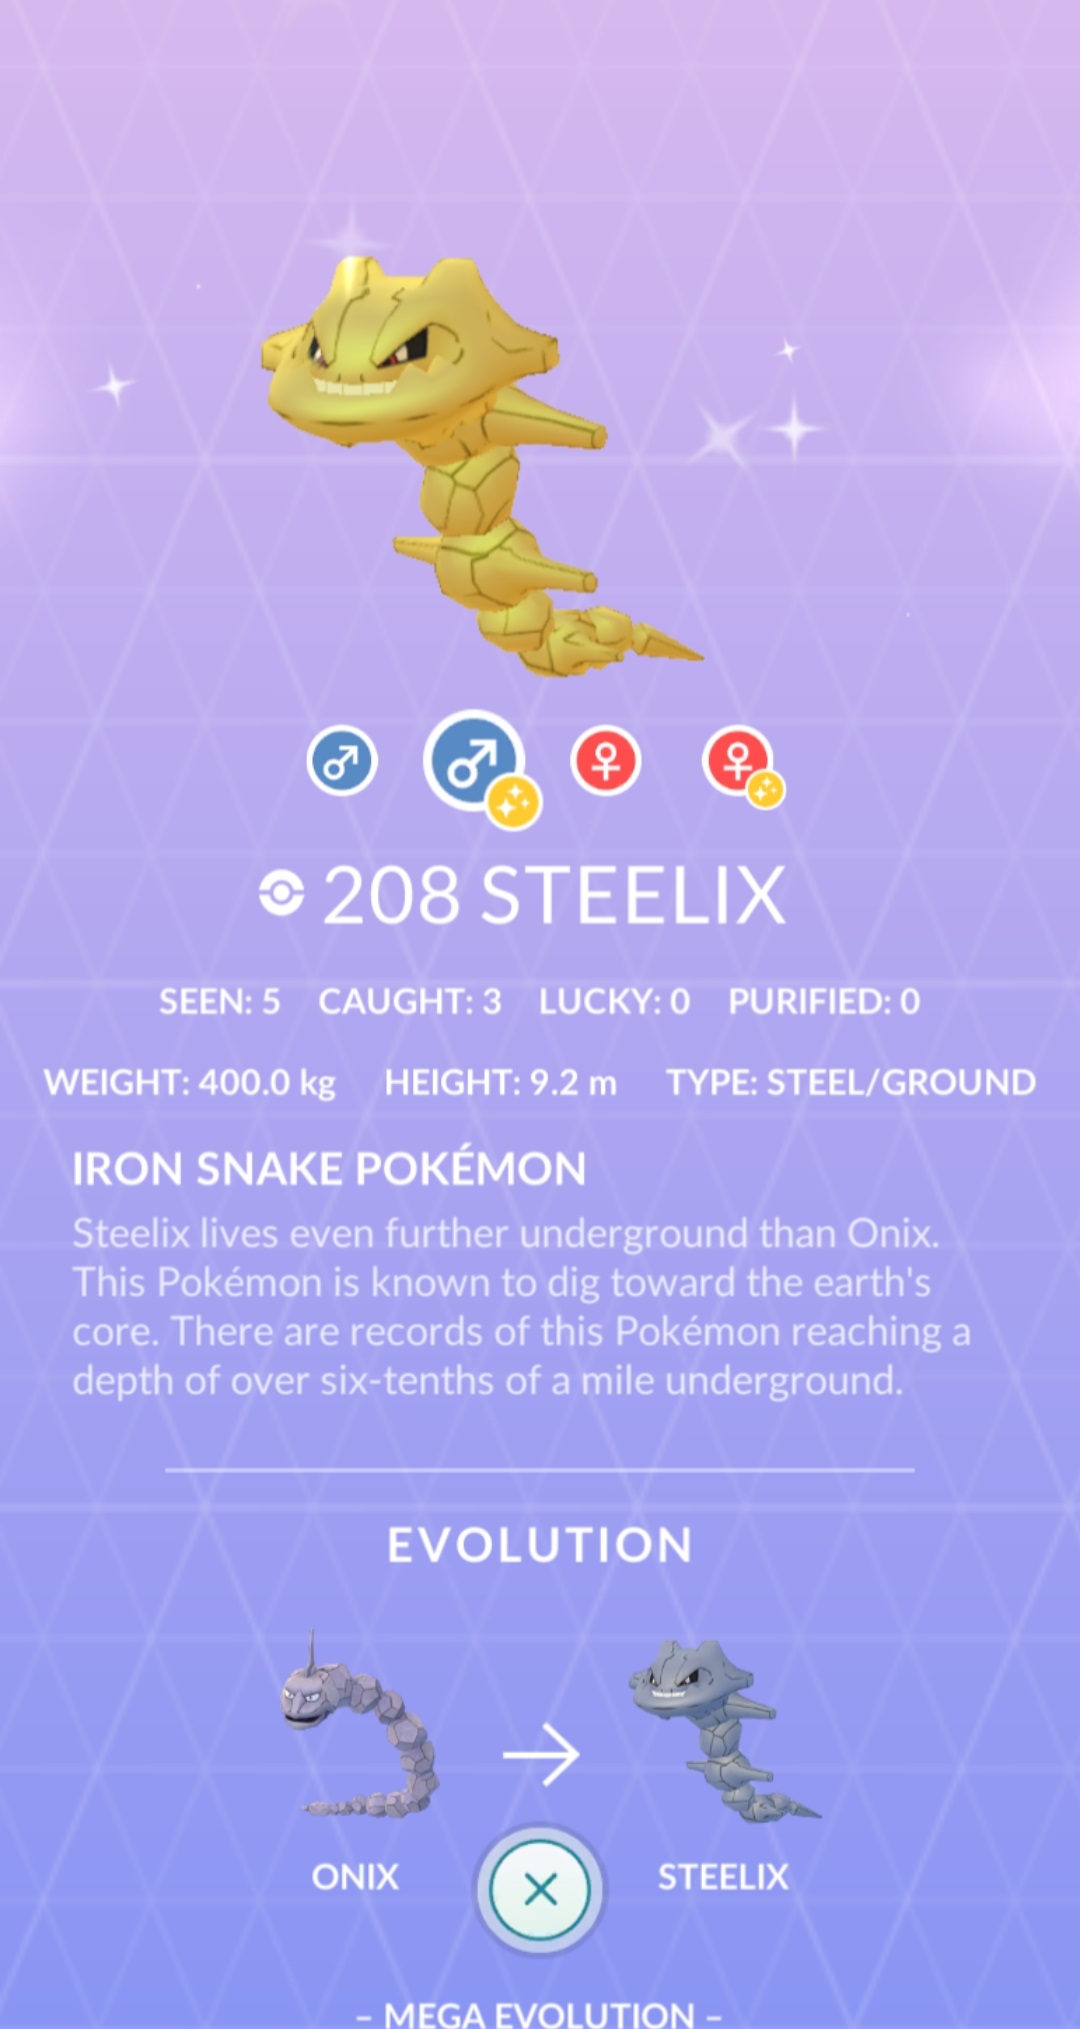 208 STEELIX
SEEN: 5 CAUGHT: 3 LUCKY: 0 PURIFIED: 0
WEIGHT: 400.0 kg HEIGHT: 9.2 m TYPE: STEEL/GROUND
IRON SNAKE POKÉMON
Steelix lives even further underground than Onix.
This Pokémon is known to dig toward the earth's
core. There are records of this Pokémon reaching a
depth of over six-tenths of a mile underground.
EVOLUTION
ONIX STEELIX
– MEGA EVOLUTION –